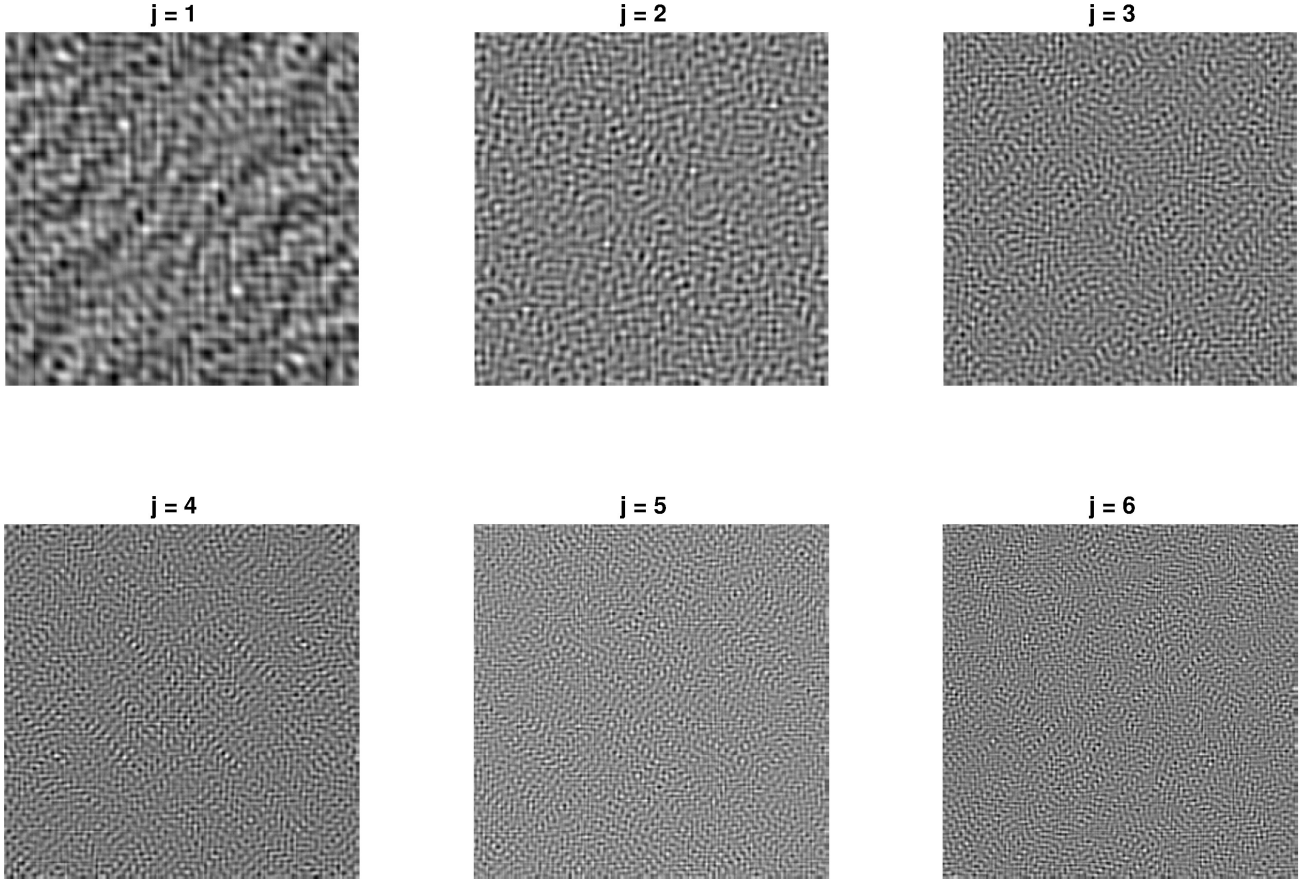 j = 1
j = 2
j = 3
j = 4
j = 5
j = 6